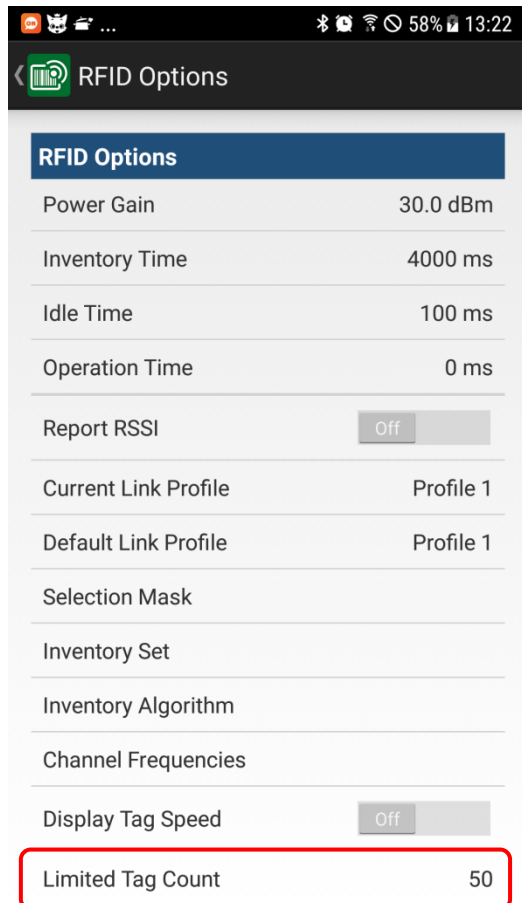 ... 58% 13:22
RFID Options
RFID Options
Power Gain 30.0 dBm
Inventory Time 4000 ms
Idle Time 100 ms
Operation Time 0 ms
Report RSSI Off
Current Link Profile Profile 1
Default Link Profile Profile 1
Selection Mask
Inventory Set
Inventory Algorithm
Channel Frequencies
Display Tag Speed Off
Limited Tag Count 50